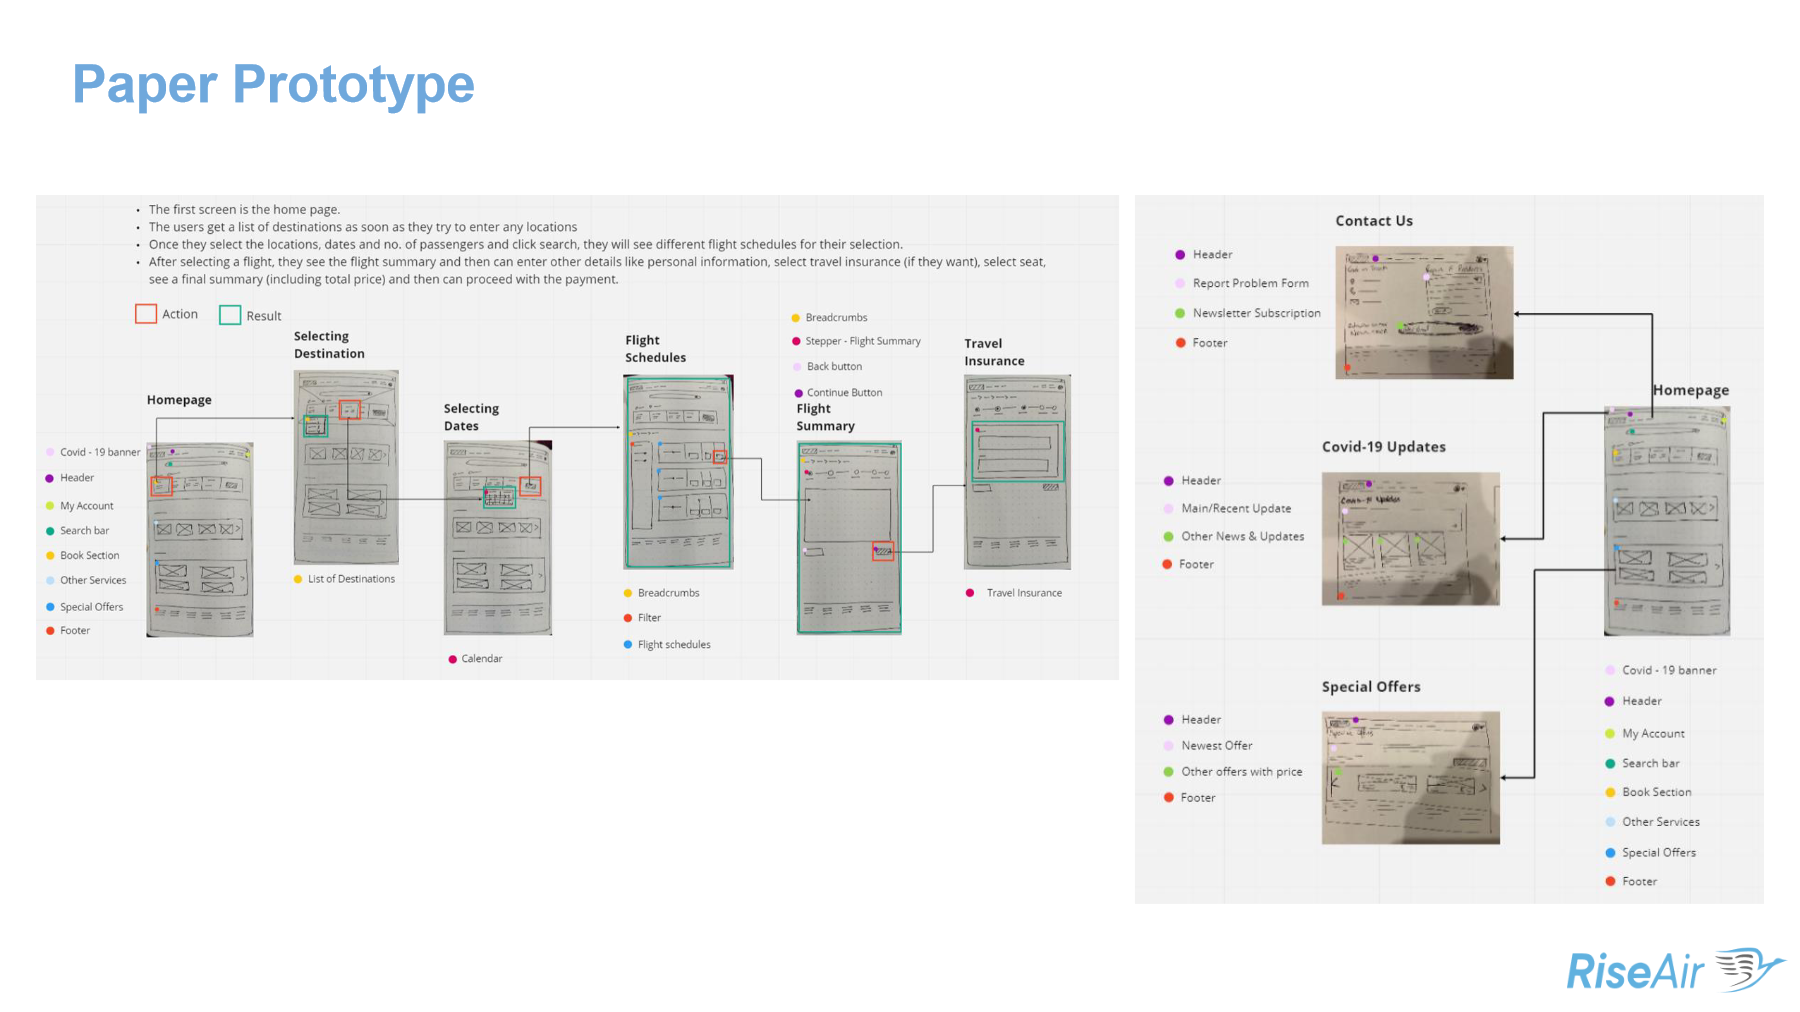 Paper Prototype
• The first screen is the home page.
• The users get a list of destinations as soon as they try to enter any locations
• Once they select the locations, dates and no. of passengers and click search, they will see different flight schedules for their selection.
• After selecting a flight, they see the flight summary and then can enter other details like personal information, select travel insurance (if they want), select seat,
see a final summary (including total price) and then can proceed with the payment.
Action
Result
Homepage
Covid - 19 banner
Header
My Account
Search bar
Book Section
Other Services
Special Offers
Footer
Selecting
Destination
List of Destinations
Selecting
Dates
Calendar
Flight
Schedules
Breadcrumbs
Filter
Flight schedules
Breadcrumbs
Stepper - Flight Summary
Back button
Continue Button
Flight
Summary
Travel
Insurance
Travel Insurance
Contact Us
Header
Report Problem Form
Newsletter Subscription
Footer
Covid-19 Updates
Header
Main/Recent Update
Other News & Updates
Footer
Covid-19 Updates
Special Offers
Header
Newest Offer
Other offers with price
Footer
Special Offers
Homepage
Covid - 19 banner
Header
My Account
Search bar
Book Section
Other Services
Special Offers
Footer
RiseAir